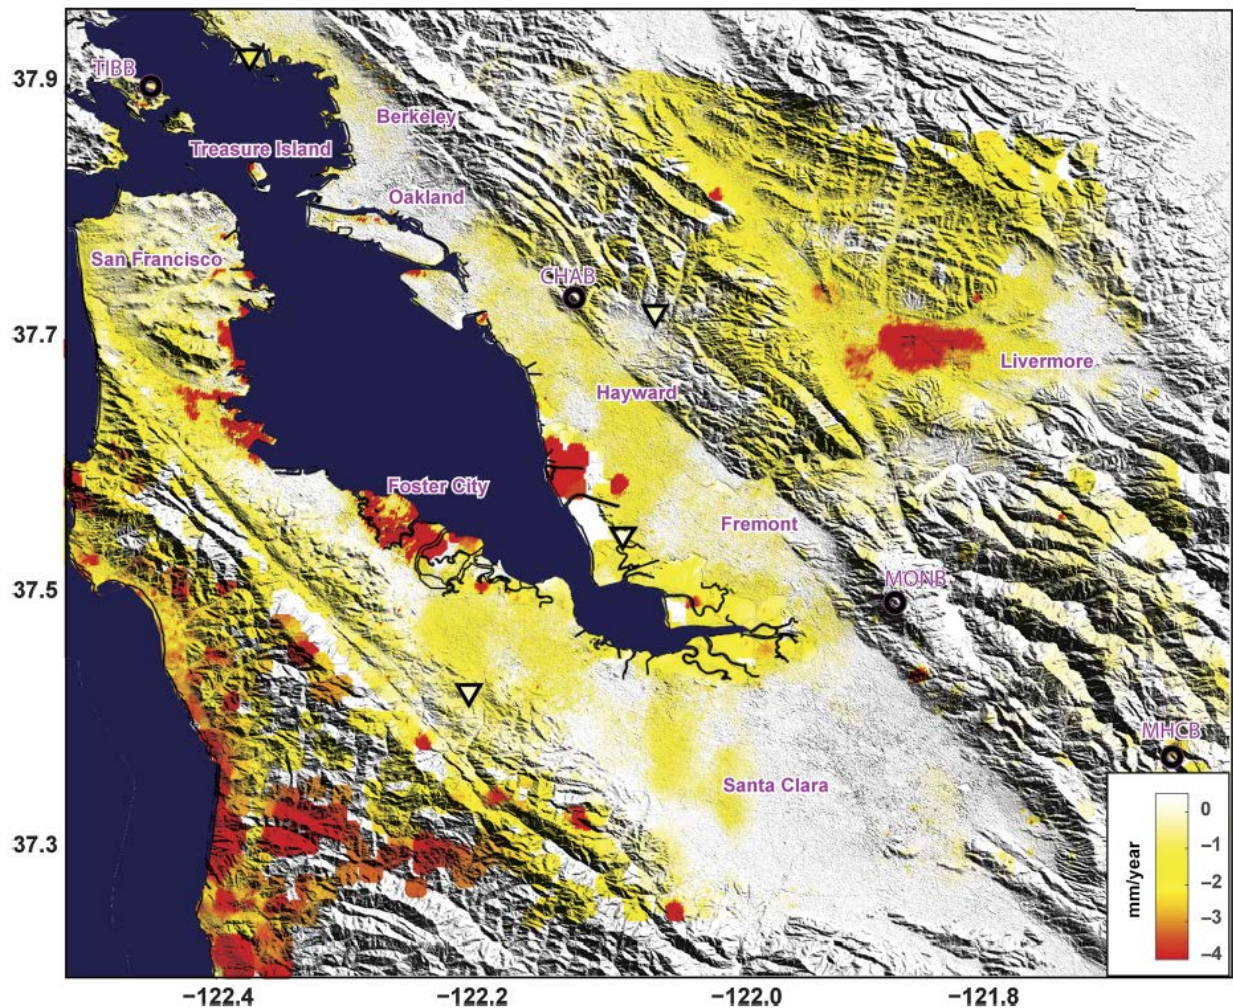 37.9
TIBB
Berkeley
Treasure Island
Oakland
San Francisco
CHAB
37.7
Livermore
Hayward
Foster City
Fremont
37.5
MONB
MHCB
Santa Clara
37.3
mm/year
0
−1
−2
−3
−4
−122.4
−122.2
−122.0
−121.8